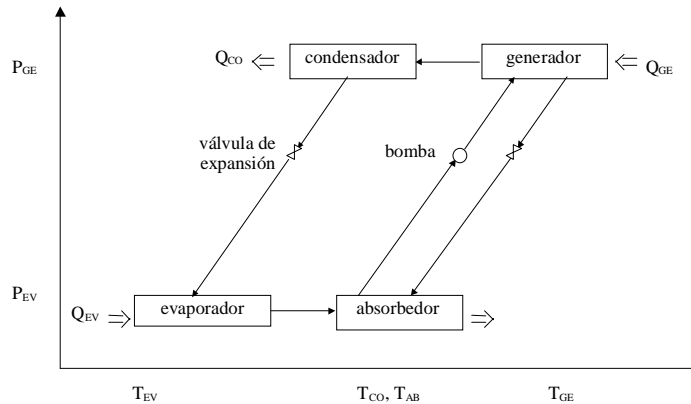 Q_CO
condensador
generador
P_GE
Q_GE
válvula de
expansión
bomba
P_EV
Q_EV
evaporador
absorbedor
T_EV
T_CO, T_AB
T_GE